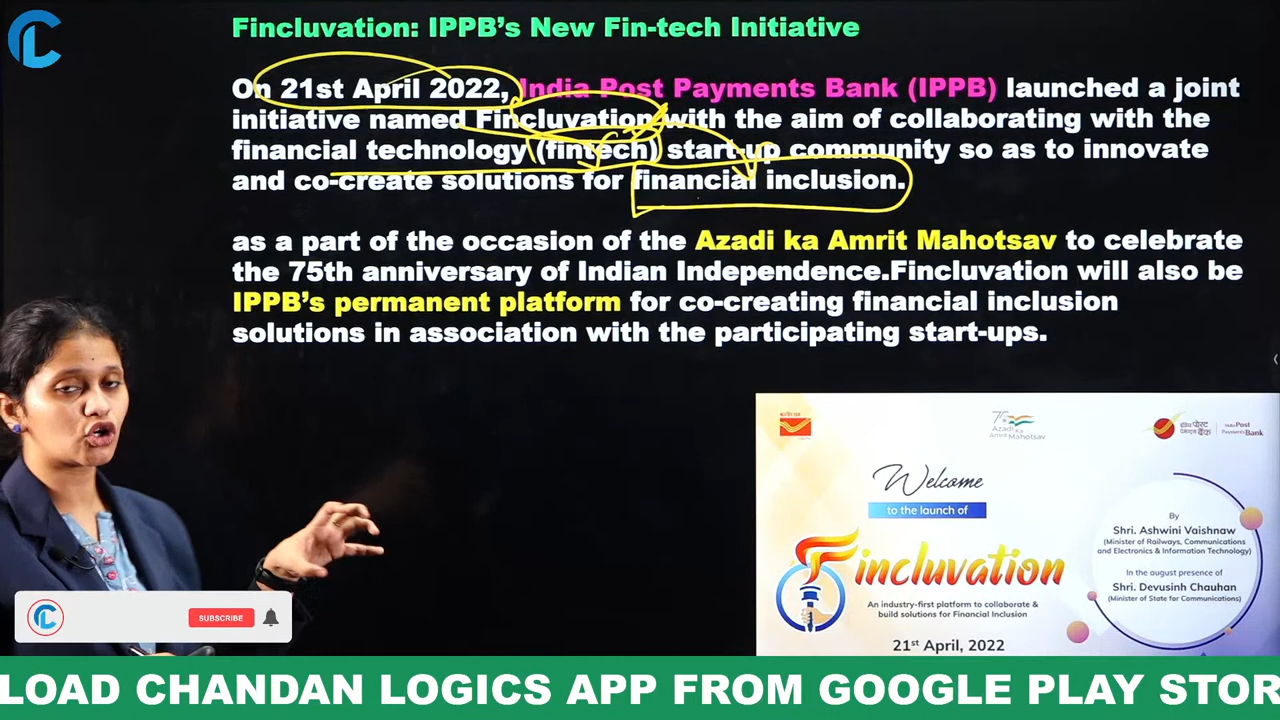 Fincluvation: IPPB's New Fin-tech Initiative
On 21st April 2022, India Post Payments Bank (IPPB) launched a joint
initiative named Fincluvation with the aim of collaborating with the
financial technology (fintech) start-up community so as to innovate
and co-create solutions for financial inclusion.
as a part of the occasion of the Azadi ka Amrit Mahotsav to celebrate
the 75th anniversary of Indian Independence.Fincluvation will also be
IPPB's permanent platform for co-creating financial inclusion
solutions in association with the participating start-ups.
Azadi Ka
Amrit Mahotsav
इंडिया पोस्ट
पेमेंट्स बैंक
India Post
Payments Bank
Welcome
to the launch of
Fincluvation
An industry-first platform to collaborate &
build solutions for Financial Inclusion
21st April, 2022
By
Shri. Ashwini Vaishnaw
(Minister of Railways, Communications
and Electronics & Information Technology)
In the august presence of
Shri. Devusinh Chauhan
(Minister of State for Communications)
SUBSCRIBE
LOAD CHANDAN LOGICS APP FROM GOOGLE PLAY STOR